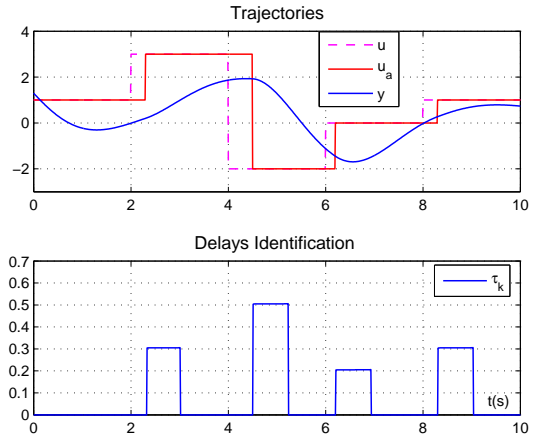 Trajectories
4
2
0
−2
u
u_a
y
0 2 4 6 8 10
Delays Identification
0.7
0.6
0.5
0.4
0.3
0.2
0.1
0
τ_k
t(s)
0 2 4 6 8 10